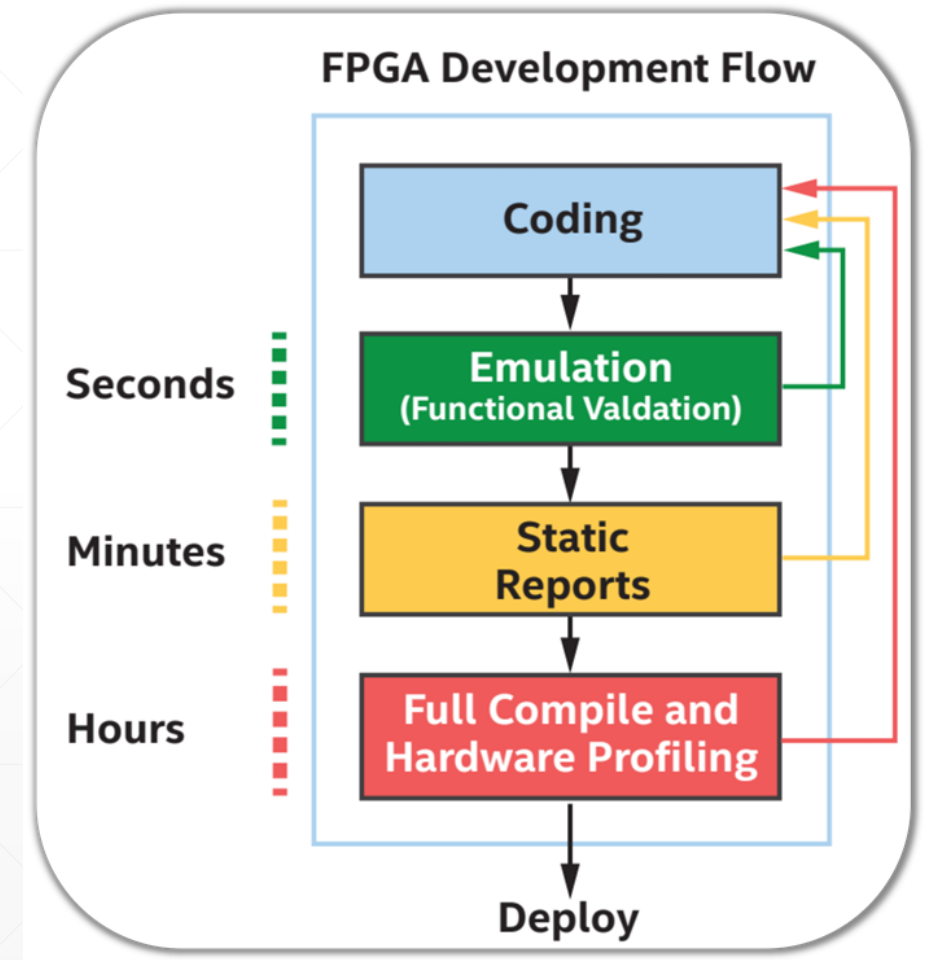 FPGA Development Flow
Coding
Seconds
Emulation
(Functional Valdation)
Minutes
Static
Reports
Hours
Full Compile and
Hardware Profiling
Deploy